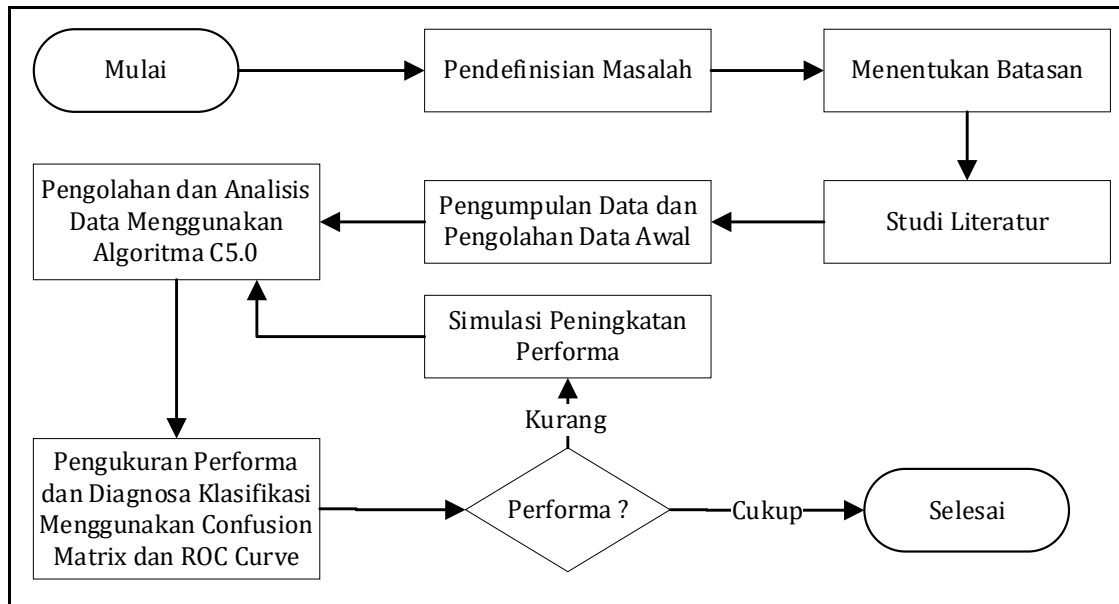 Mulai
Pendefinisian Masalah
Menentukan Batasan
Studi Literatur
Pengumpulan Data dan
Pengolahan Data Awal
Pengolahan dan Analisis
Data Menggunakan
Algoritma C5.0
Pengukuran Performa
dan Diagnosa Klasifikasi
Menggunakan Confusion
Matrix dan ROC Curve
Performa ?
Kurang
Simulasi Peningkatan
Performa
Cukup
Selesai